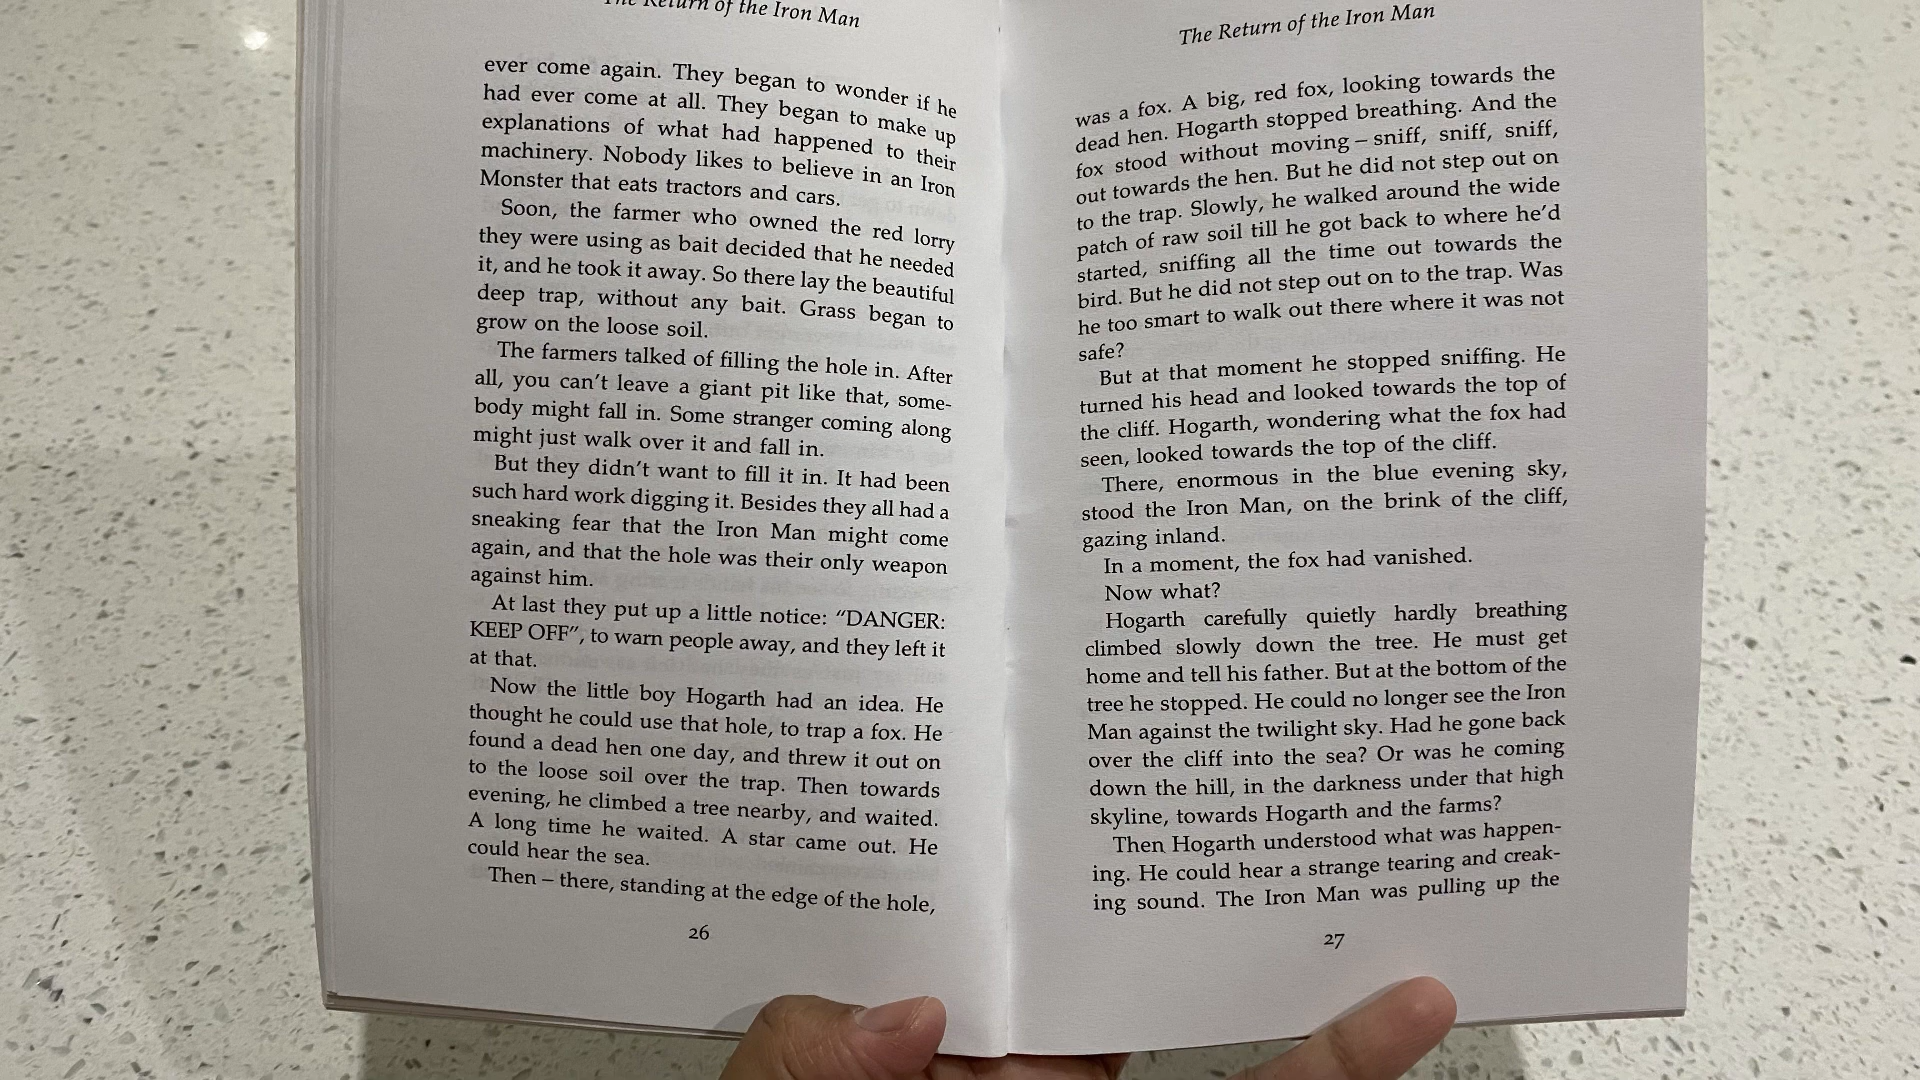 The Return of the Iron Man
ever come again. They began to wonder if he
had ever come at all. They began to make up
explanations of what had happened to their
machinery. Nobody likes to believe in an Iron
Monster that eats tractors and cars.
Soon, the farmer who owned the red lorry
they were using as bait decided that he needed
it, and he took it away. So there lay the beautiful
deep trap, without any bait. Grass began to
grow on the loose soil.
The farmers talked of filling the hole in. After
all, you can't leave a giant pit like that, some-
body might fall in. Some stranger coming along
might just walk over it and fall in.
But they didn't want to fill it in. It had been
such hard work digging it. Besides they all had a
sneaking fear that the Iron Man might come
again, and that the hole was their only weapon
against him.
At last they put up a little notice: “DANGER:
KEEP OFF”, to warn people away, and they left it
at that.
Now the little boy Hogarth had an idea. He
thought he could use that hole, to trap a fox. He
found a dead hen one day, and threw it out on
to the loose soil over the trap. Then towards
evening, he climbed a tree nearby, and waited.
A long time he waited. A star came out. He
could hear the sea.
Then – there, standing at the edge of the hole,
26
The Return of the Iron Man
was a fox. A big, red fox, looking towards the
dead hen. Hogarth stopped breathing. And the
fox stood without moving – sniff, sniff, sniff,
out towards the hen. But he did not step out on
to the trap. Slowly, he walked around the wide
patch of raw soil till he got back to where he'd
started, sniffing all the time out towards the
bird. But he did not step out on to the trap. Was
he too smart to walk out there where it was not
safe?
But at that moment he stopped sniffing. He
turned his head and looked towards the top of
the cliff. Hogarth, wondering what the fox had
seen, looked towards the top of the cliff.
There, enormous in the blue evening sky,
stood the Iron Man, on the brink of the cliff,
gazing inland.
In a moment, the fox had vanished.
Now what?
Hogarth carefully quietly hardly breathing
climbed slowly down the tree. He must get
home and tell his father. But at the bottom of the
tree he stopped. He could no longer see the Iron
Man against the twilight sky. Had he gone back
over the cliff into the sea? Or was he coming
down the hill, in the darkness under that high
skyline, towards Hogarth and the farms?
Then Hogarth understood what was happen-
ing. He could hear a strange tearing and creak-
ing sound. The Iron Man was pulling up the
27